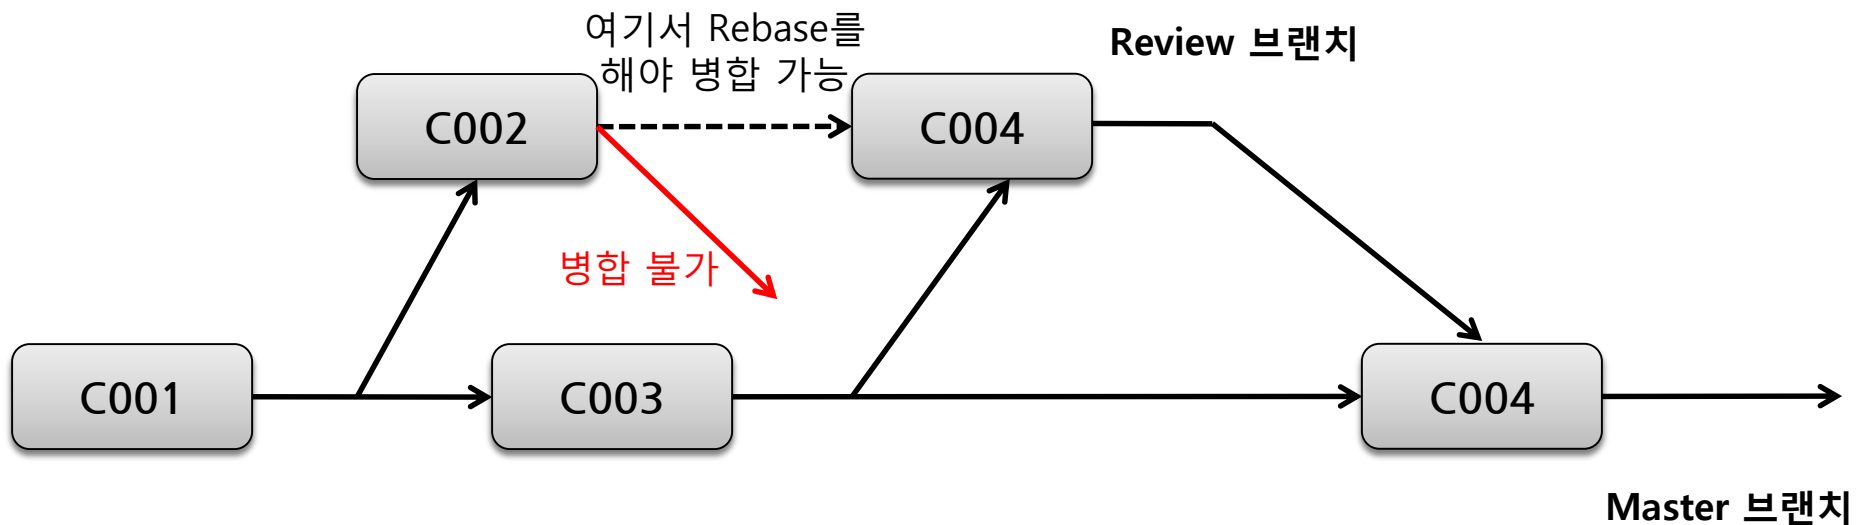 여기서 Rebase를
해야 병합 가능
Review 브랜치
C002
C004
병합 불가
C001
C003
C004
Master 브랜치